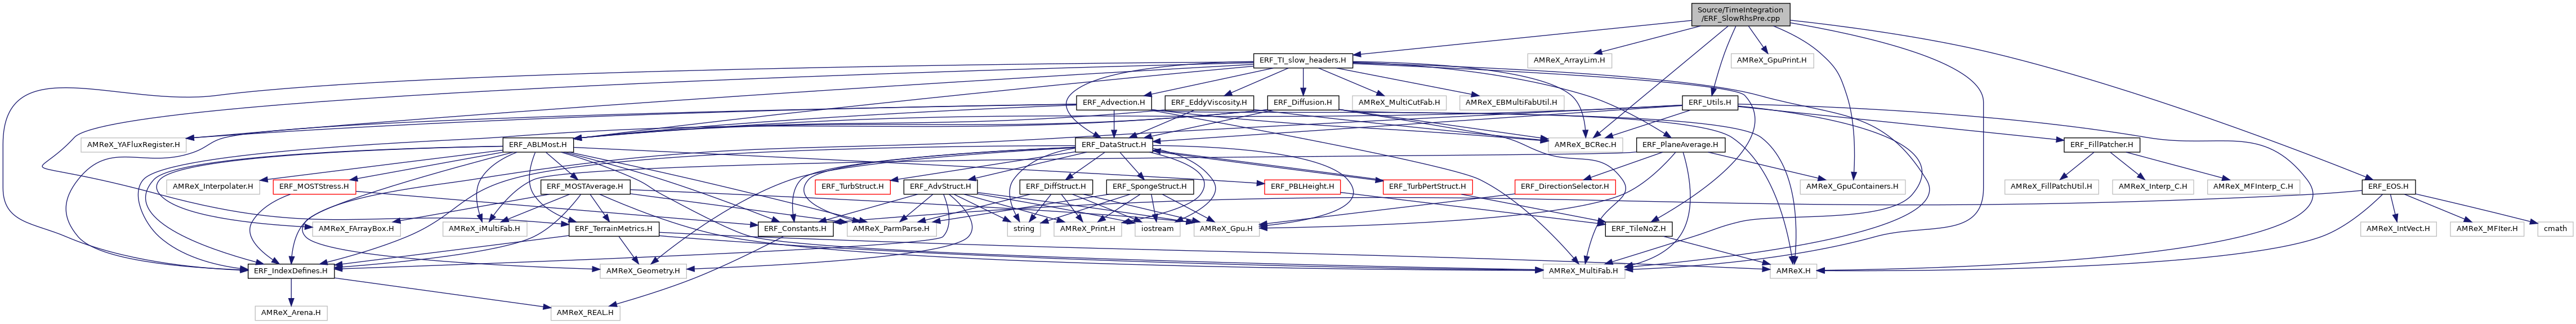 Source/TimeIntegration
/ERF_SlowRhsPre.cpp
ERF_TI_slow_headers.H
AMReX_ArrayLim.H
AMReX_GpuPrint.H
ERF_Advection.H
ERF_EddyViscosity.H
ERF_Diffusion.H
AMReX_MultiCutFab.H
AMReX_EBMultiFabUtil.H
ERF_Utils.H
AMReX_YAFluxRegister.H
ERF_ABLMost.H
ERF_DataStruct.H
AMReX_BCRec.H
ERF_PlaneAverage.H
ERF_FillPatcher.H
AMReX_Interpolater.H
ERF_MOSTStress.H
ERF_MOSTAverage.H
ERF_TurbStruct.H
ERF_AdvStruct.H
ERF_DiffStruct.H
ERF_SpongeStruct.H
ERF_PBLHeight.H
ERF_TurbPertStruct.H
ERF_DirectionSelector.H
AMReX_GpuContainers.H
AMReX_FillPatchUtil.H
AMReX_Interp_C.H
AMReX_MFInterp_C.H
ERF_EOS.H
AMReX_FArrayBox.H
AMReX_iMultiFab.H
ERF_TerrainMetrics.H
ERF_Constants.H
AMReX_ParmParse.H
string
AMReX_Print.H
iostream
AMReX_Gpu.H
ERF_TileNoZ.H
AMReX_IntVect.H
AMReX_MFIter.H
cmath
ERF_IndexDefines.H
AMReX_Geometry.H
AMReX_MultiFab.H
AMReX.H
AMReX_Arena.H
AMReX_REAL.H